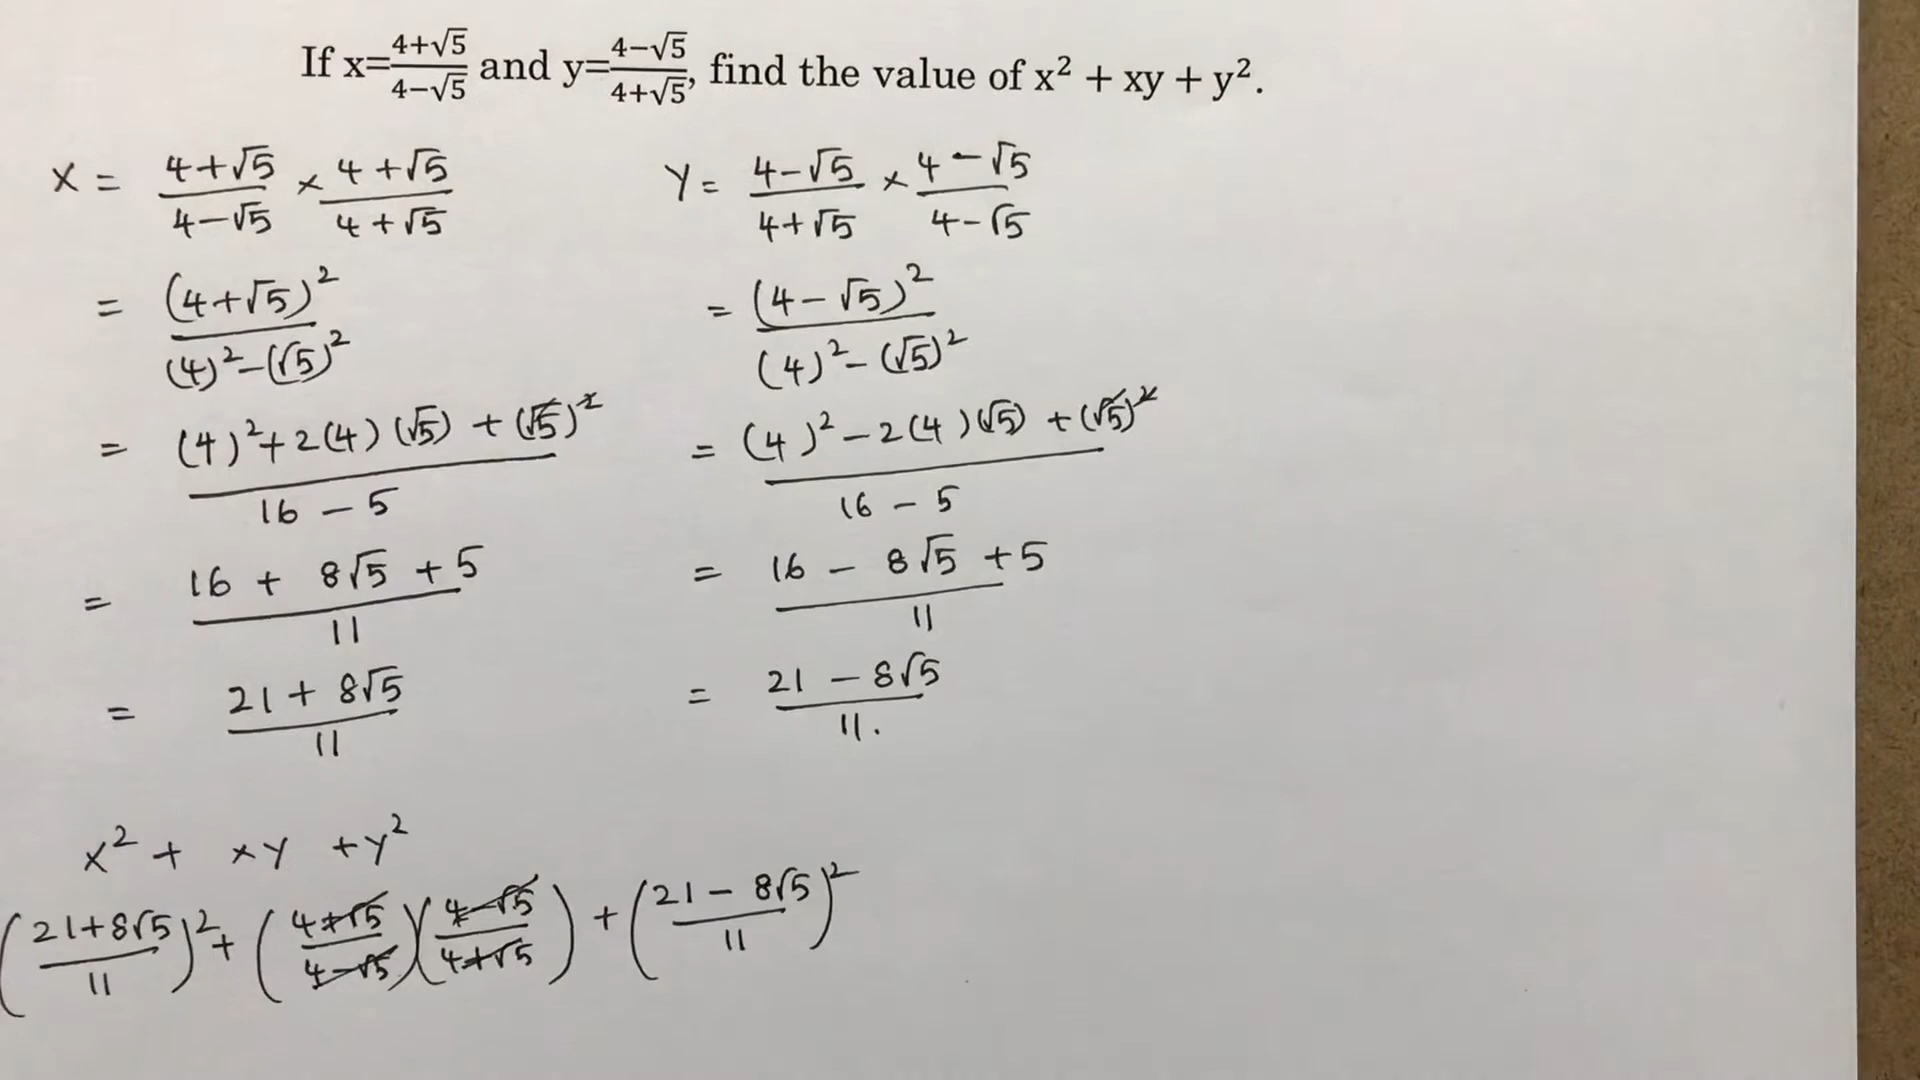 If x=4+√5/4−√5 and y=4−√5/4+√5, find the value of x² + xy + y².
x = 4+√5/4−√5 × 4+√5/4+√5
= (4+√5)²/(4)²−(√5)²
= (4)²+2(4)(√5)+(√5)²/16−5
= 16+8√5+5/11
= 21+8√5/11
y = 4−√5/4+√5 × 4−√5/4−√5
= (4−√5)²/(4)²−(√5)²
= (4)²−2(4)(√5)+(√5)²/16−5
= 16−8√5+5/11
= 21−8√5/11.
x² + xy + y²
(21+8√5/11)² + (4+√5/4−√5)(4−√5/4+√5) + (21−8√5/11)²